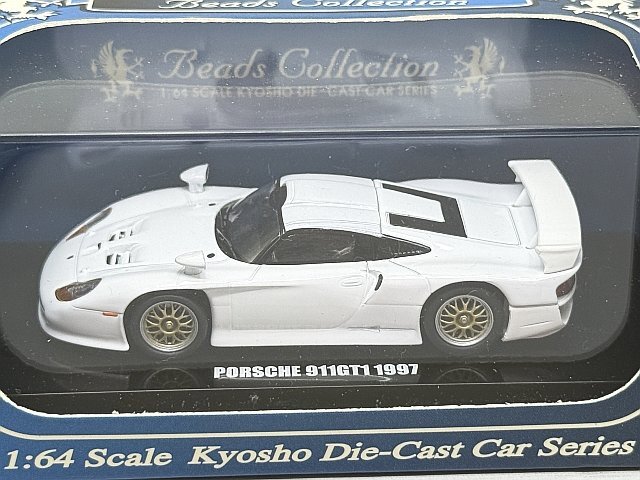 Beads Collection
Beads Collection
1:64 SCALE KYOSHO DIE-CAST CAR SERIES
PORSCHE 911GT1 1997
1:64 Scale Kyosho Die-Cast Car Series